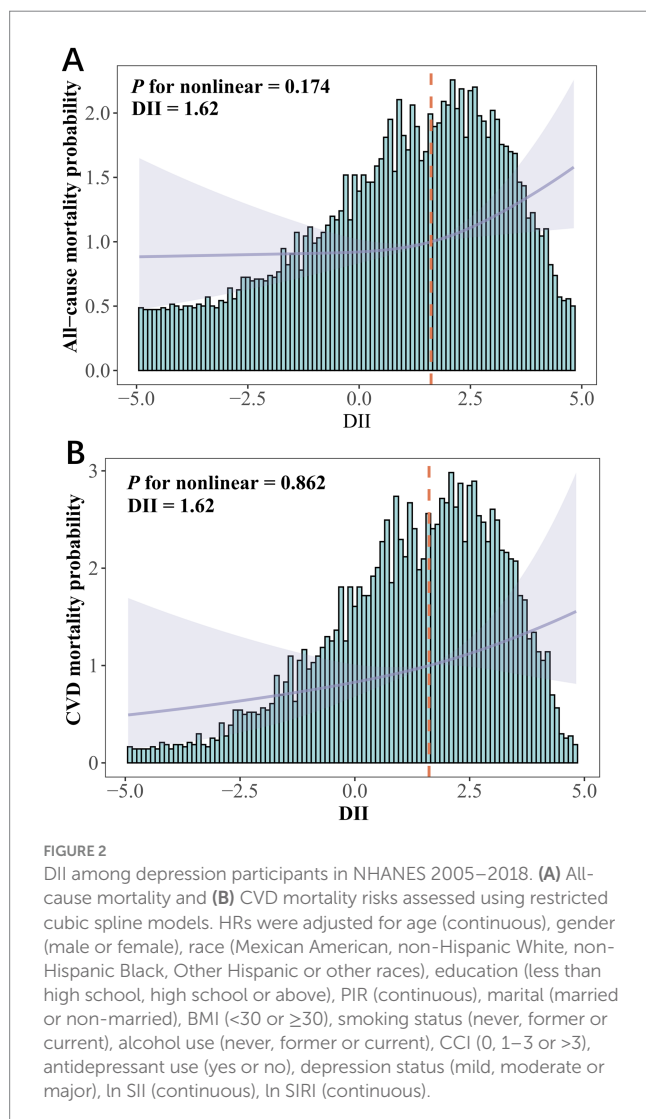 A
P for nonlinear = 0.174
DII = 1.62
All−cause mortality probability
2.0
1.5
1.0
0.5
0.0
−5.0 −2.5 0.0 2.5 5.0
DII
B
P for nonlinear = 0.862
DII = 1.62
CVD mortality probability
3
2
1
0
−5.0 −2.5 0.0 2.5 5.0
DII
FIGURE 2
DII among depression participants in NHANES 2005–2018. (A) All-
cause mortality and (B) CVD mortality risks assessed using restricted
cubic spline models. HRs were adjusted for age (continuous), gender
(male or female), race (Mexican American, non-Hispanic White, non-
Hispanic Black, Other Hispanic or other races), education (less than
high school, high school or above), PIR (continuous), marital (married
or non-married), BMI (<30 or ≥30), smoking status (never, former or
current), alcohol use (never, former or current), CCI (0, 1–3 or >3),
antidepressant use (yes or no), depression status (mild, moderate or
major), ln SII (continuous), ln SIRI (continuous).